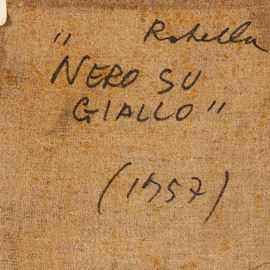 " Rotella
NERO SU
GIALLO"
(1957)